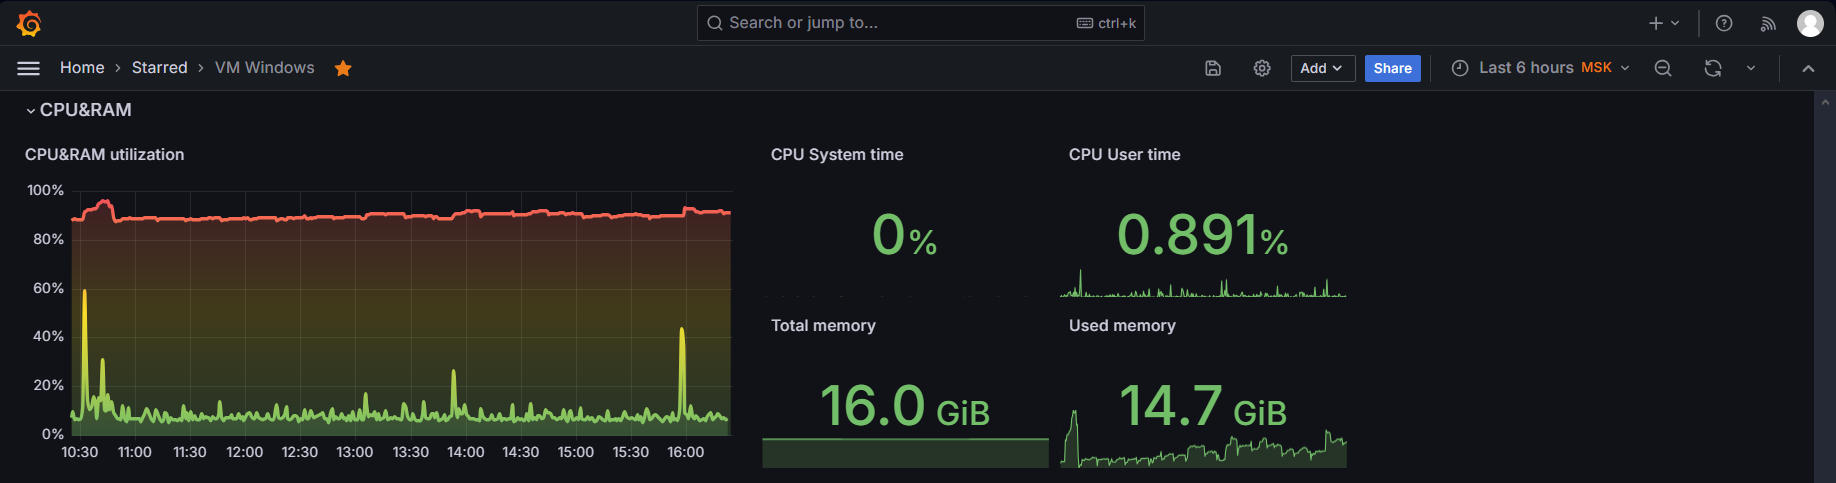 Search or jump to... ctrl+k
Home › Starred › VM Windows Add Share Last 6 hours MSK
CPU&RAM
CPU&RAM utilization
100%
80%
60%
40%
20%
0%
10:30 11:00 11:30 12:00 12:30 13:00 13:30 14:00 14:30 15:00 15:30 16:00
CPU System time
0%
CPU User time
0.891%
Total memory
16.0 GiB
Used memory
14.7 GiB